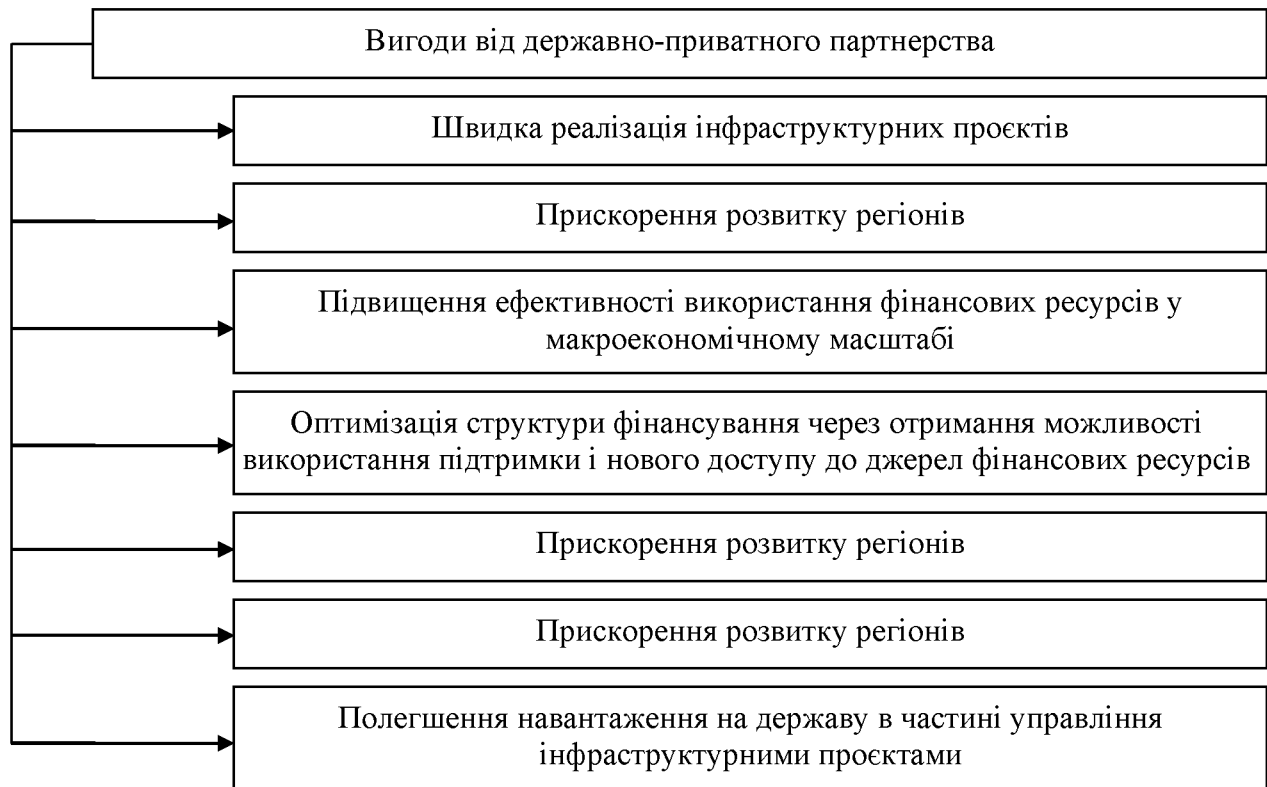 Вигоди від державно-приватного партнерства
Швидка реалізація інфраструктурних проєктів
Прискорення розвитку регіонів
Підвищення ефективності використання фінансових ресурсів у
макроекономічному масштабі
Оптимізація структури фінансування через отримання можливості
використання підтримки і нового доступу до джерел фінансових ресурсів
Прискорення розвитку регіонів
Прискорення розвитку регіонів
Полегшення навантаження на державу в частині управління
інфраструктурними проєктами